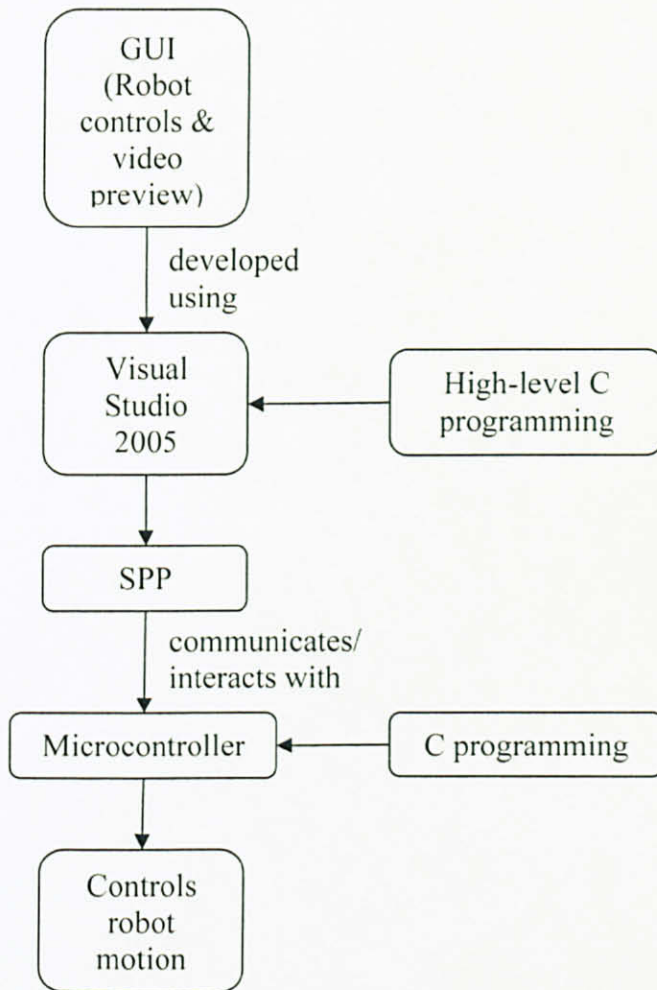 GUI
(Robot
controls &
video
preview)
developed
using
Visual
Studio
2005
High-level C
programming
SPP
communicates/
interacts with
Microcontroller
C programming
Controls
robot
motion